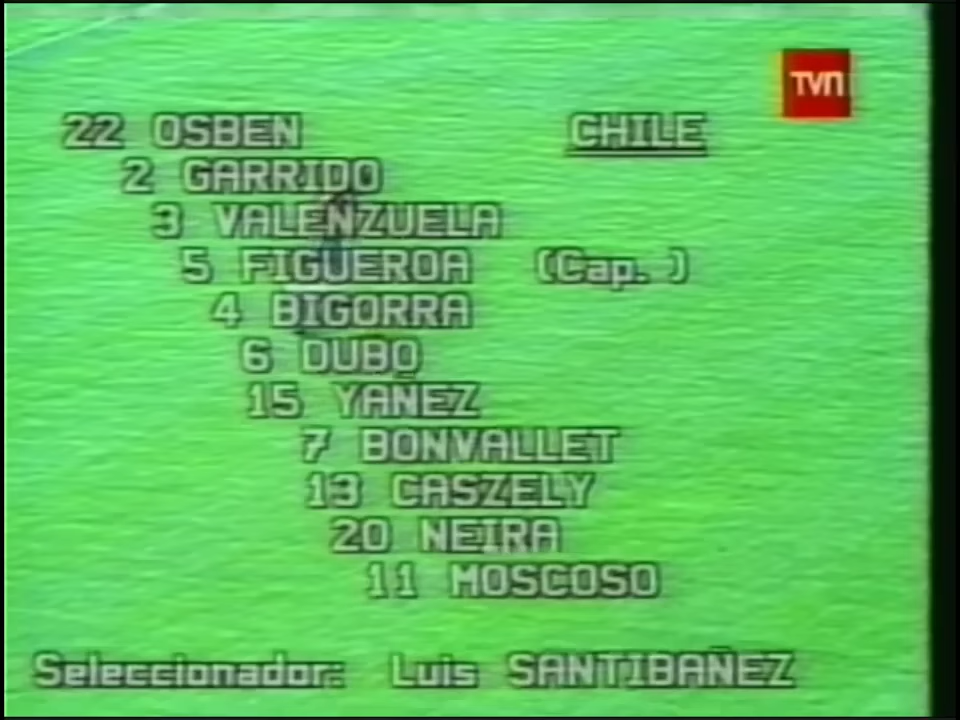 TVN
22 OSBEN CHILE
2 GARRIDO
3 VALENZUELA
5 FIGUEROA (Cap. )
4 BIGORRA
6 DUBO
15 YAÑEZ
7 BONVALLET
13 CASZELY
20 NEIRA
11 MOSCOSO
Seleccionador: Luis SANTIBAÑEZ